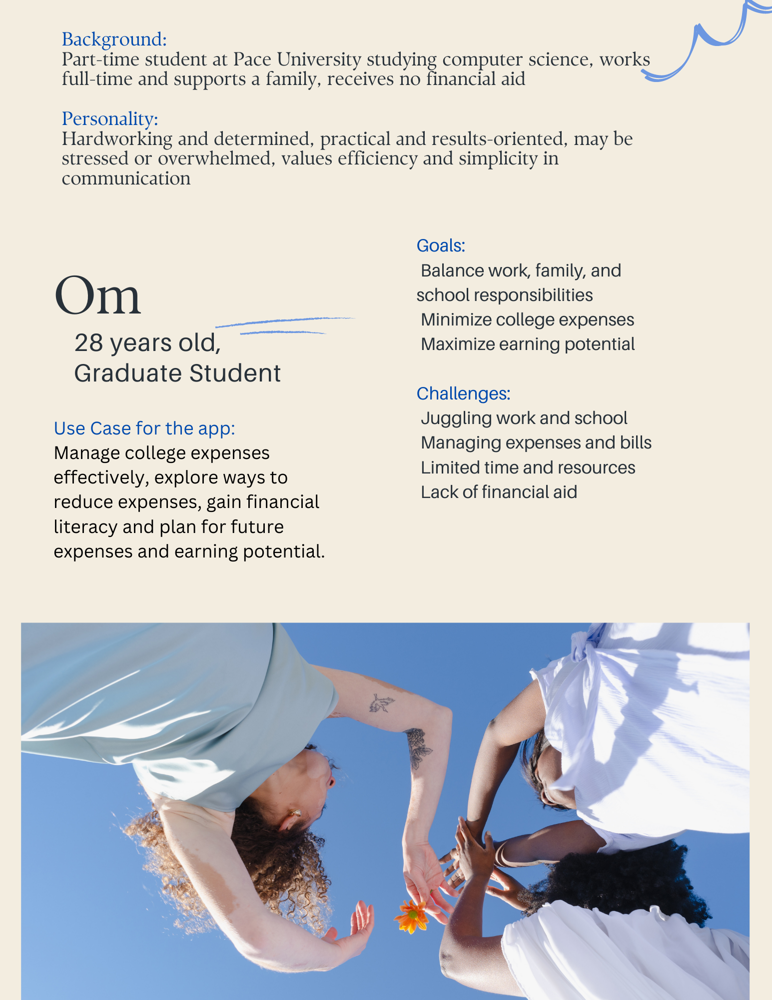 Background:
Part-time student at Pace University studying computer science, works
full-time and supports a family, receives no financial aid
Personality:
Hardworking and determined, practical and results-oriented, may be
stressed or overwhelmed, values efficiency and simplicity in
communication
Om
28 years old,
Graduate Student
Use Case for the app:
Manage college expenses
effectively, explore ways to
reduce expenses, gain financial
literacy and plan for future
expenses and earning potential.
Goals:
Balance work, family, and
school responsibilities
Minimize college expenses
Maximize earning potential
Challenges:
Juggling work and school
Managing expenses and bills
Limited time and resources
Lack of financial aid